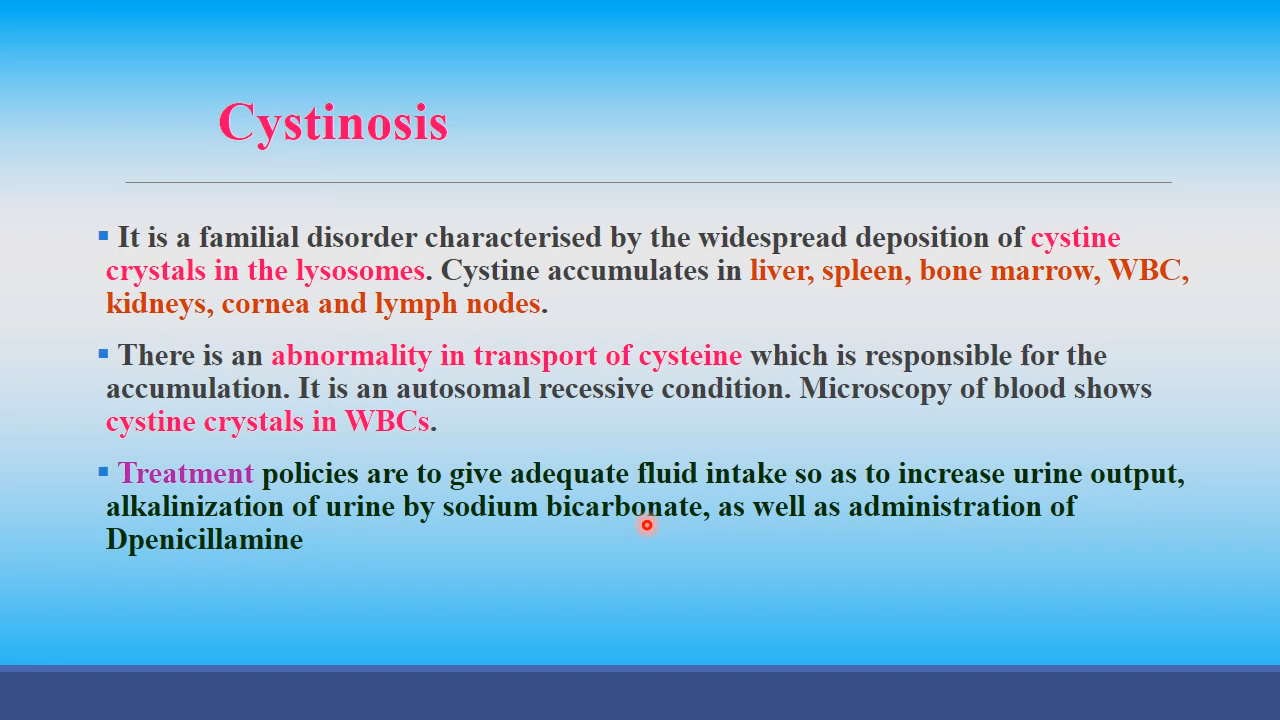 Cystinosis
▪ It is a familial disorder characterised by the widespread deposition of cystine
crystals in the lysosomes. Cystine accumulates in liver, spleen, bone marrow, WBC,
kidneys, cornea and lymph nodes.
▪ There is an abnormality in transport of cysteine which is responsible for the
accumulation. It is an autosomal recessive condition. Microscopy of blood shows
cystine crystals in WBCs.
▪ Treatment policies are to give adequate fluid intake so as to increase urine output,
alkalinization of urine by sodium bicarbonate, as well as administration of
Dpenicillamine